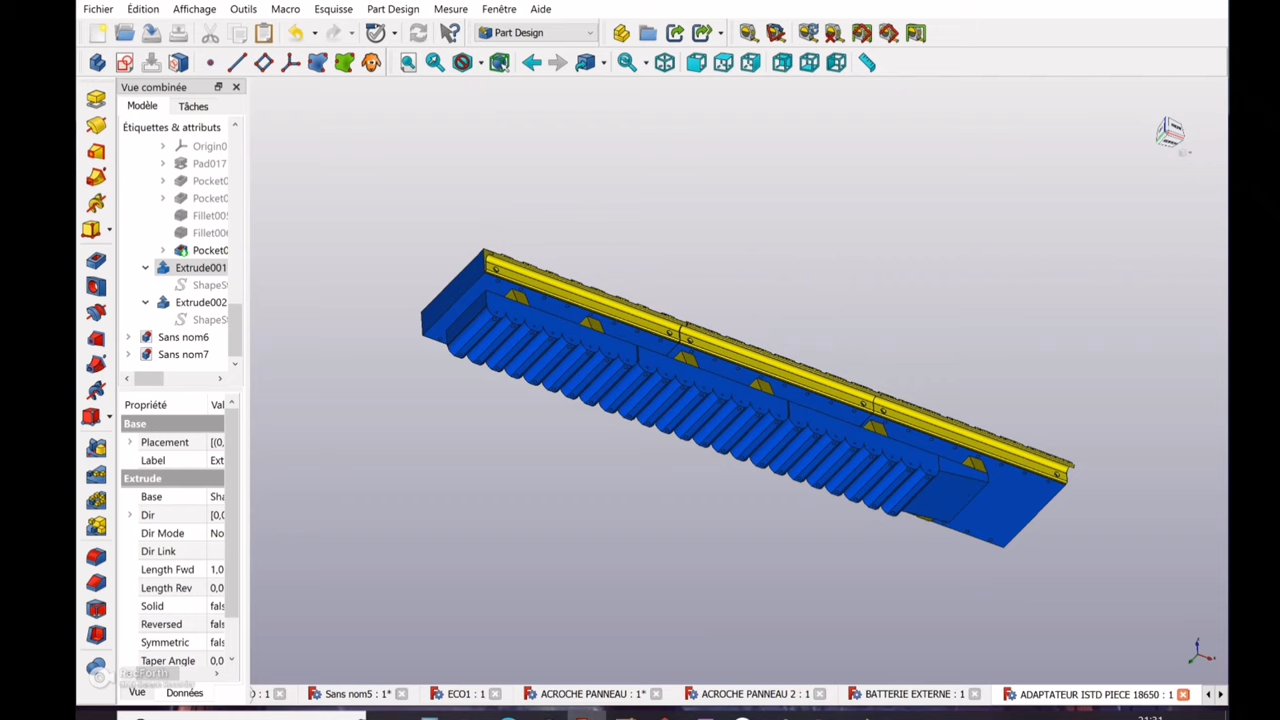 Fichier Édition Affichage Outils Macro Esquisse Part Design Mesure Fenêtre Aide
Part Design
Vue combinée
Modèle Tâches
Étiquettes & attributs
Origin0
Pad017
Pocket0
Pocket0
Fillet005
Fillet006
Pocket0
Extrude001
ShapeS
Extrude002
ShapeS
Sans nom6
Sans nom7
Propriété Val
Base
Placement [(0,
Label Ext
Extrude
Base Sha
Dir [0,0
Dir Mode No
Dir Link
Length Fwd 1,0
Length Rev 0,0
Solid fals
Reversed fals
Symmetric fals
Taper Angle 0,0
Vue Données
) : 1 Sans nom5 : 1* ECO1 : 1 ACROCHE PANNEAU : 1* ACROCHE PANNEAU 2 : 1 BATTERIE EXTERNE : 1 ADAPTATEUR ISTD PIECE 18650 : 1